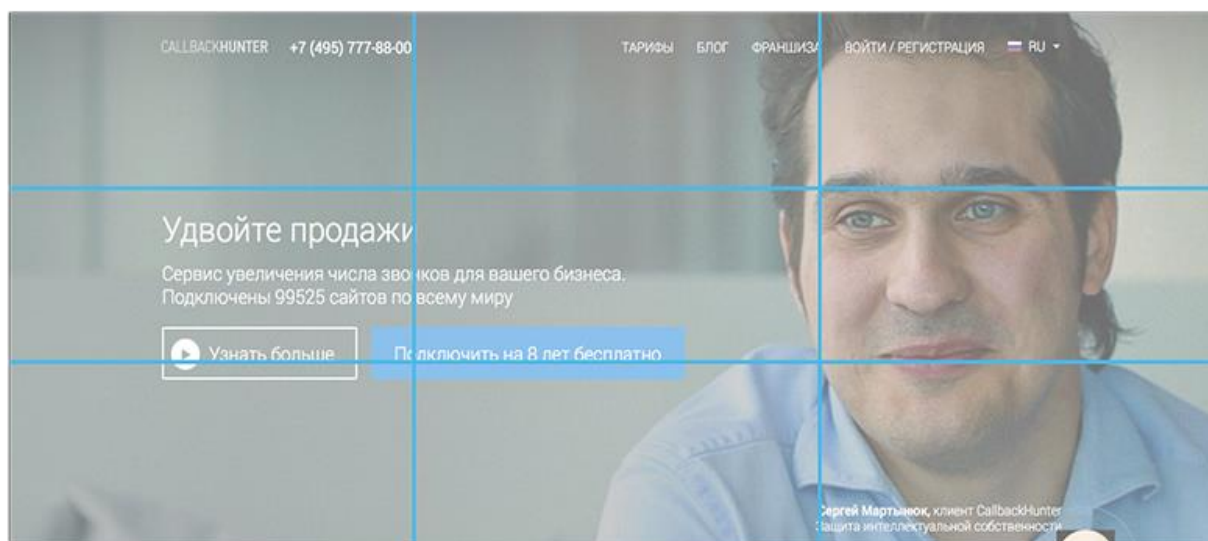 CALLBACKHUNTER +7 (495) 777-88-00 ТАРИФЫ БЛОГ ФРАНШИЗА ВОЙТИ / РЕГИСТРАЦИЯ RU
Удвойте продажи
Сервис увеличения числа звонков для вашего бизнеса.
Подключены 99525 сайтов по всему миру
Узнать больше Подключить на 8 лет бесплатно
Сергей Мартынюк, клиент CallbackHunter
Защита интеллектуальной собственности